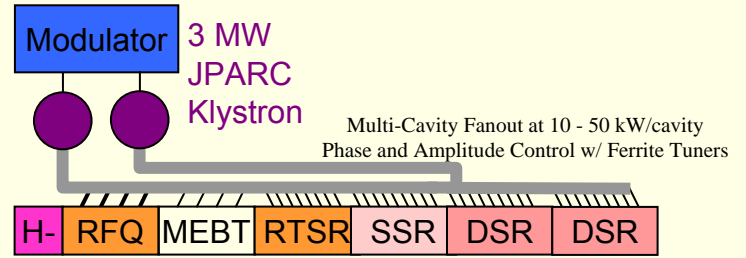 Modulator
3 MW
JPARC
Klystron
Multi-Cavity Fanout at 10 - 50 kW/cavity
Phase and Amplitude Control w/ Ferrite Tuners
H- RFQ MEBT RTSR SSR DSR DSR